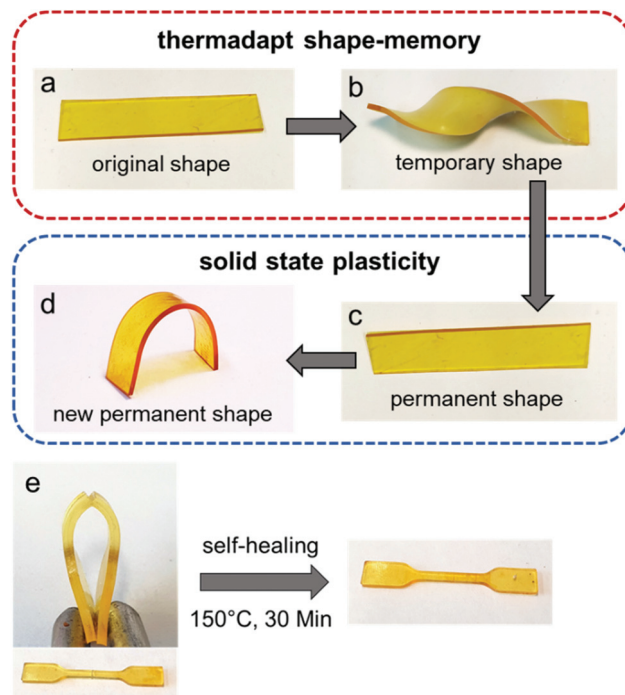 thermadapt shape-memory
a
original shape
b
temporary shape
solid state plasticity
d
new permanent shape
c
permanent shape
e
self-healing
150°C, 30 Min